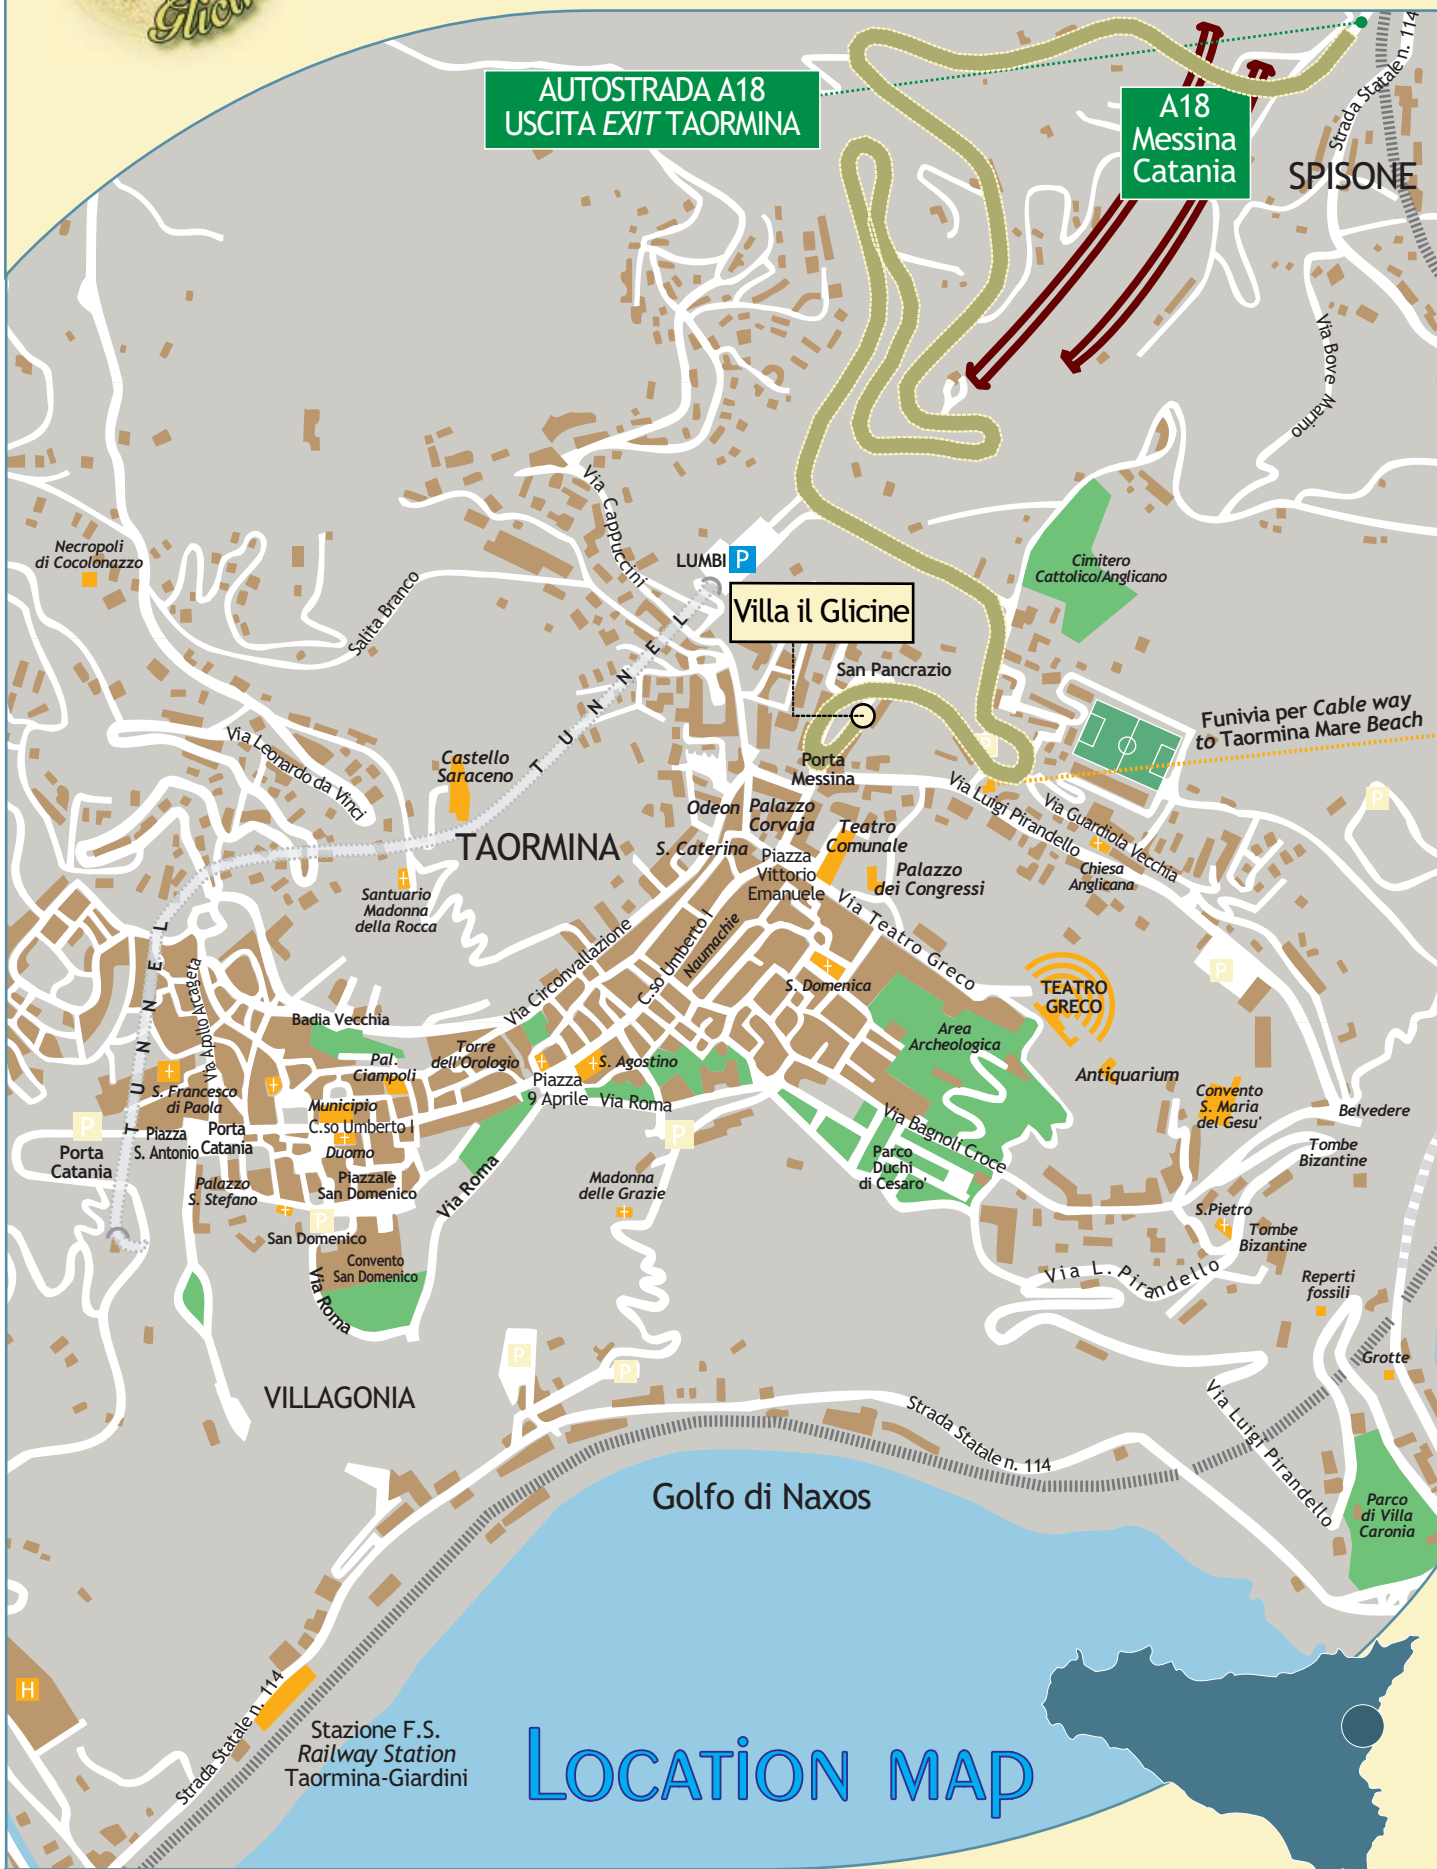 Glicin
AUTOSTRADA A18
USCITA EXIT TAORMINA
A18
Messina
Catania
Strada Statale n. 114
SPISONE
Via Bove Marino
Via Cappuccini
Necropoli
di Cocolonazzo
LUMBI P
Cimitero
Cattolico/Anglicano
Salita Branco
Villa il Glicine
San Pancrazio
TUNNEL
Funivia per Cable way
to Taormina Mare Beach
Via Leonardo da Vinci
Castello
Saraceno
Porta
Messina
P
P
Via Luigi Pirandello
Via Guardiola Vecchia
Odeon
Palazzo
Corvaja
Teatro
Comunale
TAORMINA
S. Caterina
Piazza
Vittorio
Emanuele
Palazzo
dei Congressi
Chiesa
Anglicana
Santuario
Madonna
della Rocca
Via Teatro Greco
Via Circonvallazione
C.so Umberto I
Naumachie
TUNNEL
Via Apollo Arcageta
S. Domenica
P
TEATRO
GRECO
Badia Vecchia
Area
Archeologica
Torre
dell'Orologio
Pal.
Ciampoli
S. Agostino
Antiquarium
Piazza
9 Aprile
Via Roma
S. Francesco
di Paola
Municipio
C.so Umberto I
Convento
S. Maria
del Gesu'
Belvedere
P
P
Porta
Catania
Piazza
S. Antonio
Porta
Catania
Duomo
Via Bagnoli Croce
Parco
Duchi
di Cesaro'
Tombe
Bizantine
Palazzo
S. Stefano
Piazzale
San Domenico
Via Roma
Madonna
delle Grazie
S.Pietro
Tombe
Bizantine
P
San Domenico
Convento
San Domenico
Via Roma
Via L. Pirandello
Reperti
fossili
P
P
Grotte
VILLAGONIA
Strada Statale n. 114
Via Luigi Pirandello
Golfo di Naxos
Parco
di Villa
Caronia
H
Strada Statale n. 114
Stazione F.S.
Railway Station
Taormina-Giardini
LOCATION MAP